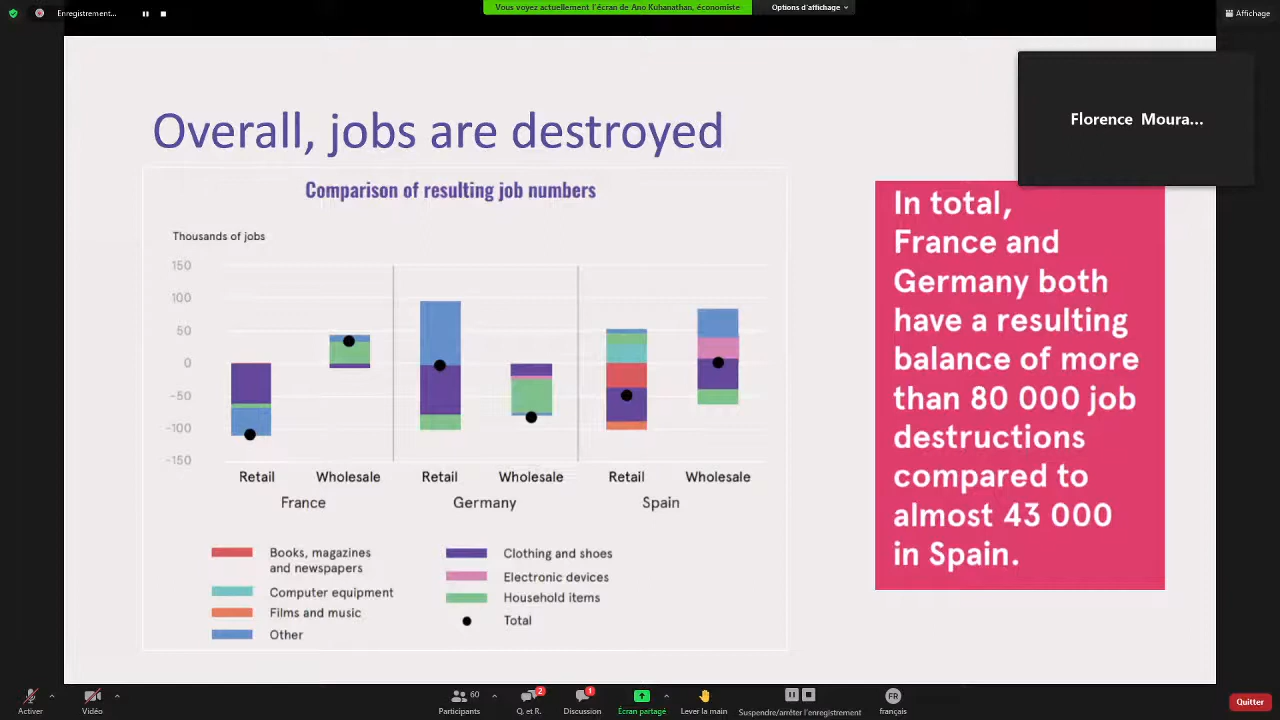 Enregistrement...
Vous voyez actuellement l'écran de Ano Kuhanathan, économiste
Options d'affichage
Affichage
Florence Moura...
Overall, jobs are destroyed
Comparison of resulting job numbers
Thousands of jobs
150
100
50
0
-50
-100
-150
Retail Wholesale Retail Wholesale Retail Wholesale
France Germany Spain
Books, magazines
and newspapers
Computer equipment
Films and music
Other
Clothing and shoes
Electronic devices
Household items
Total
In total,
France and
Germany both
have a resulting
balance of more
than 80 000 job
destructions
compared to
almost 43 000
in Spain.
60
2
1
FR
Activer Vidéo Participants Q. et R. Discussion Écran partagé Lever la main Suspendre/arrêter l'enregistrement français Quitter